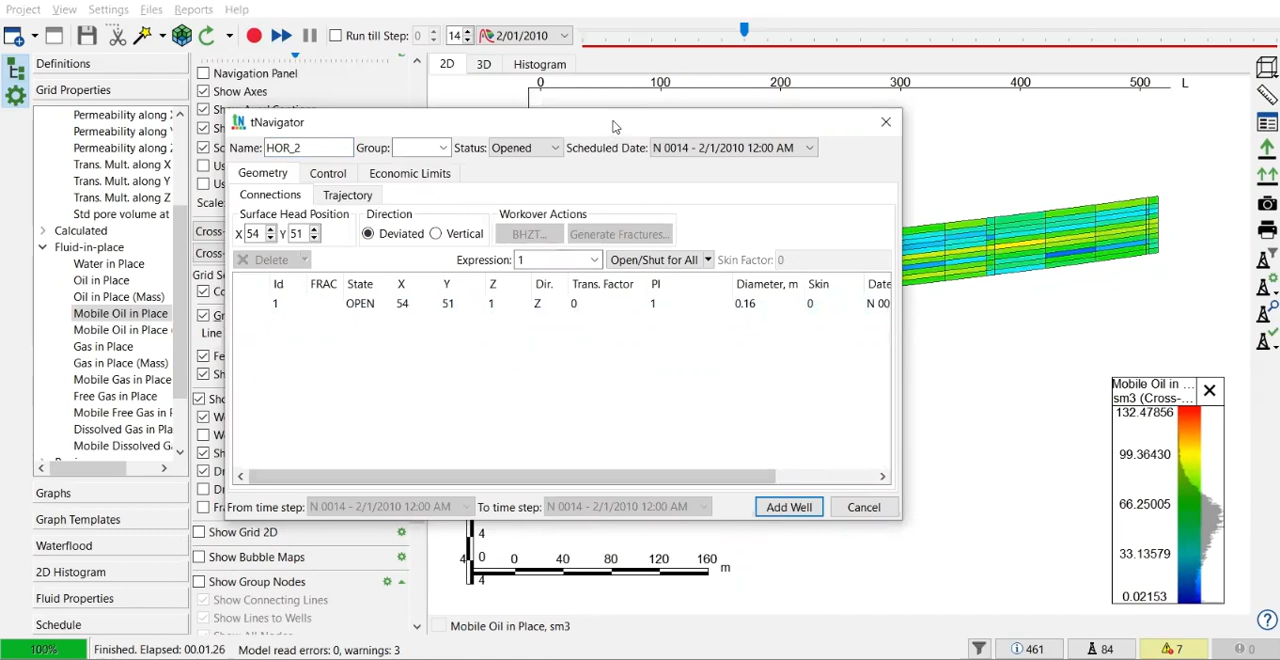 Project View Settings Files Reports Help
Run till Step: 0 14 2/01/2010
Definitions
Grid Properties
Permeability along
Permeability along
Trans. Mult. along X
Trans. Mult. along Y
Trans. Mult. along Z
Std pore volume at
Calculated
Fluid-in-place
Water in Place
Oil in Place
Oil in Place (Mass)
Mobile Oil in Place
Mobile Oil in Place
Gas in Place
Gas in Place (Mass)
Mobile Gas in Place
Free Gas in Place
Mobile Free Gas in
Dissolved Gas in Pla
Mobile Dissolved G
Graphs
Graph Templates
Waterflood
2D Histogram
Fluid Properties
Schedule
Navigation Panel
Show Axes
Scale
Cross-
Cross-
Grid Se
Line
Show Grid 2D
Show Bubble Maps
Show Group Nodes
Show Connecting Lines
Show Lines to Wells
2D 3D Histogram
0 100 200 300 400 500 L
tNavigator
Name: HOR_2 Group: Status: Opened Scheduled Date: N 0014 - 2/1/2010 12:00 AM
Geometry Control Economic Limits
Connections Trajectory
Surface Head Position Direction Workover Actions
X 54 Y 51 Deviated Vertical BHZT... Generate Fractures...
Delete Expression: 1 Open/Shut for All Skin Factor: 0
Id FRAC State X Y Z Dir. Trans. Factor PI Diameter, m Skin Date
1 OPEN 54 51 1 Z 0 1 0.16 0 N 00
From time step: N 0014 - 2/1/2010 12:00 AM To time step: N 0014 - 2/1/2010 12:00 AM Add Well Cancel
Mobile Oil in ...
sm3 (Cross-...
132.47856
99.36430
66.25005
33.13579
0.02153
4
4 0 0 40 80 120 160 m
4
Mobile Oil in Place, sm3
100% Finished. Elapsed: 00.01.26 Model read errors: 0, warnings: 3 461 84 7 0